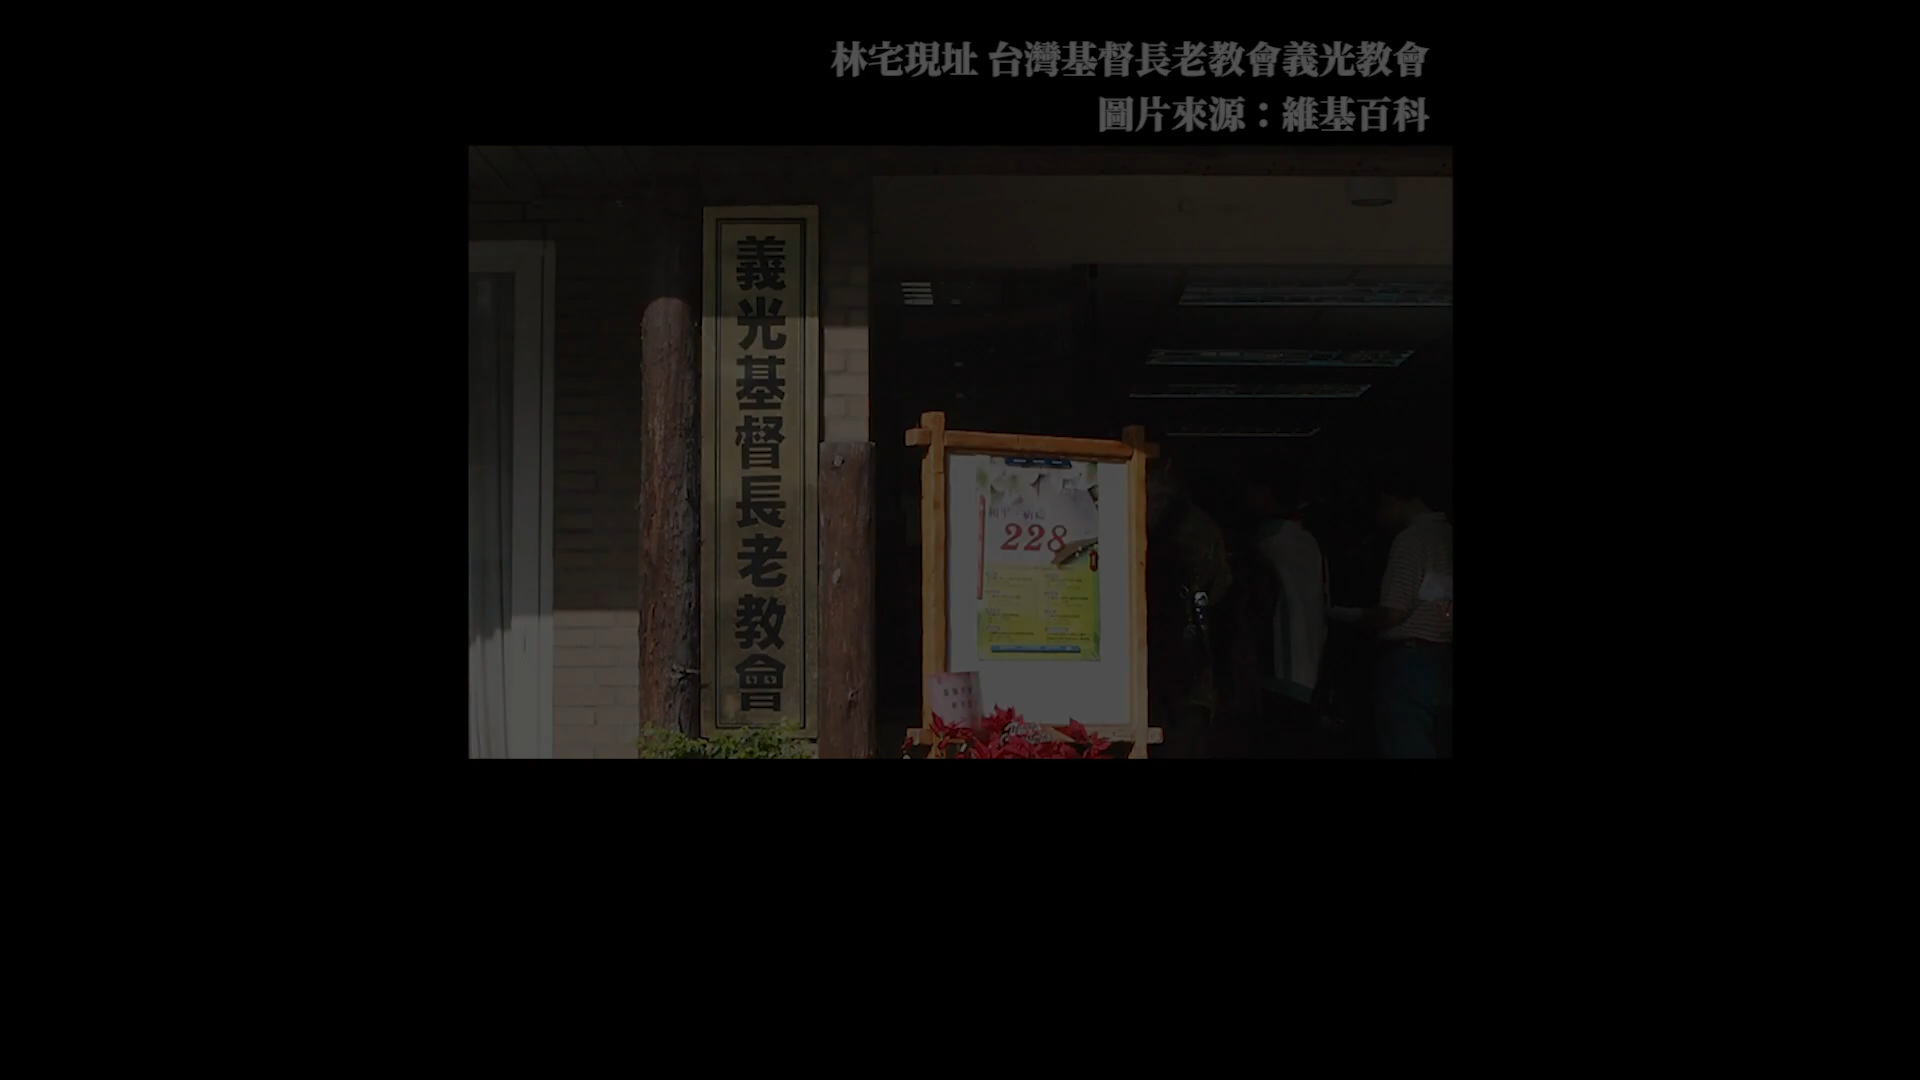 林宅現址 台灣基督長老教會義光教會
圖片來源：維基百科
義光基督長老教會
228